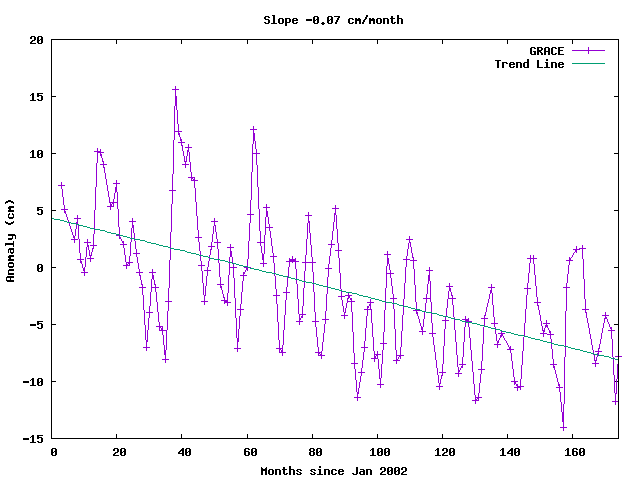 Slope -0.07 cm/month
20
15
10
5
0
-5
-10
-15
Anomaly (cm)
GRACE
Trend Line
0 20 40 60 80 100 120 140 160
Months since Jan 2002